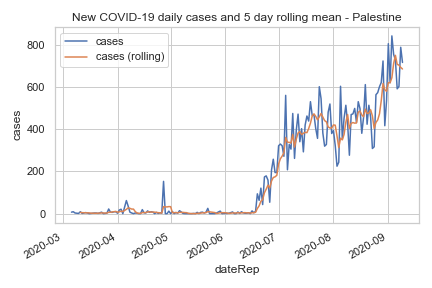 New COVID-19 daily cases and 5 day rolling mean - Palestine
cases
cases (rolling)
800
600
400
200
0
cases
2020-03
2020-04
2020-05
2020-06
2020-07
2020-08
2020-09
dateRep